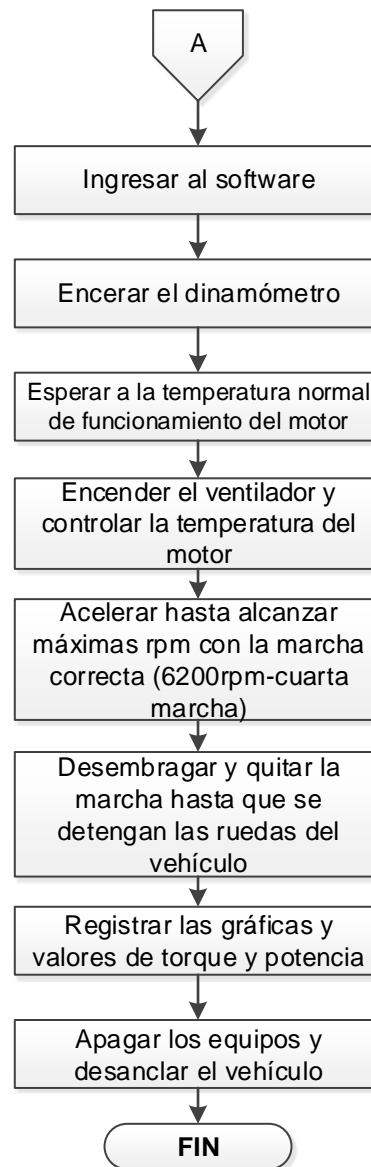 A
Ingresar al software
Encerar el dinamómetro
Esperar a la temperatura normal
de funcionamiento del motor
Encender el ventilador y
controlar la temperatura del
motor
Acelerar hasta alcanzar
máximas rpm con la marcha
correcta (6200rpm-cuarta
marcha)
Desembragar y quitar la
marcha hasta que se
detengan las ruedas del
vehículo
Registrar las gráficas y
valores de torque y potencia
Apagar los equipos y
desanclar el vehículo
FIN